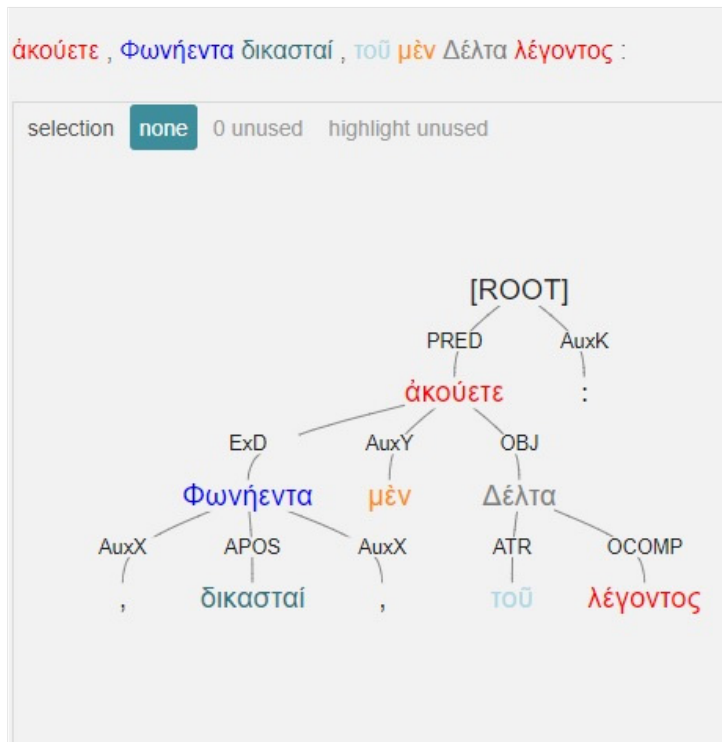 ἀκούετε , Φωνήεντα δικασταί , τοῦ μὲν Δέλτα λέγοντος :
selection none 0 unused highlight unused
[ROOT]
PRED AuxK
ἀκούετε :
ExD AuxY OBJ
Φωνήεντα μὲν Δέλτα
AuxX APOS AuxX ATR OCOMP
, δικασταί , τοῦ λέγοντος